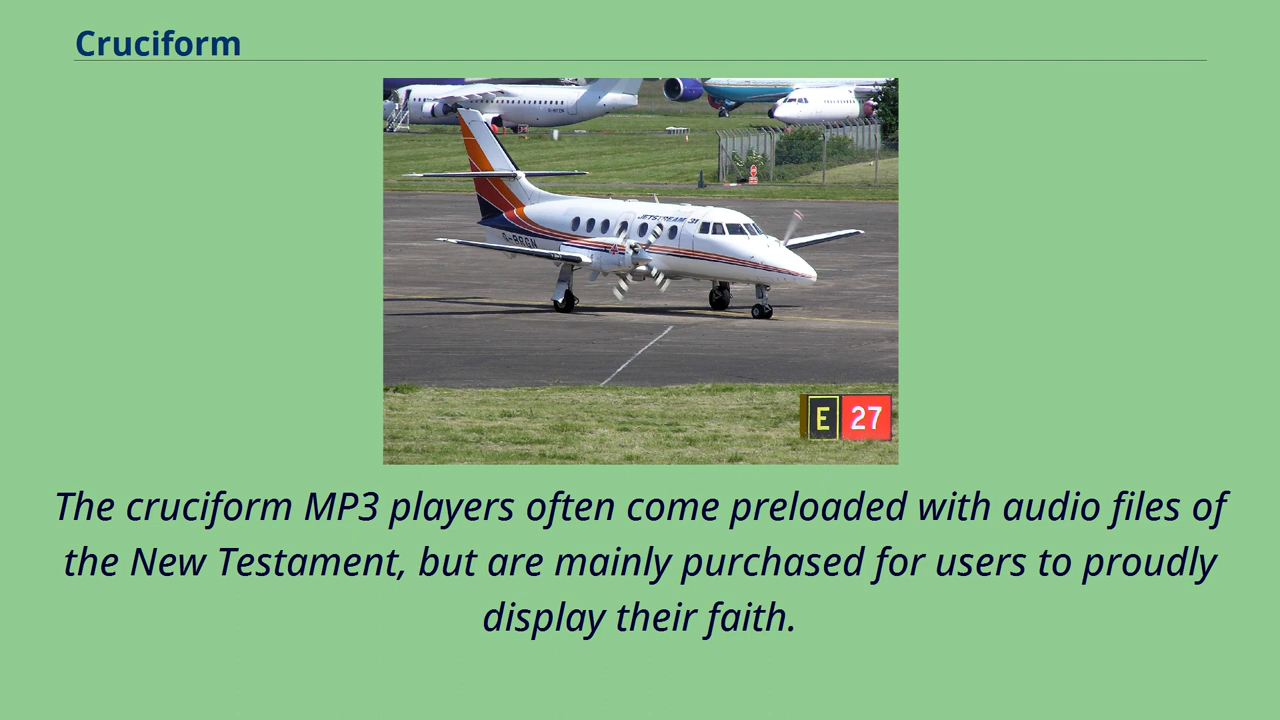 Cruciform
JETSTREAM 31
E 27
The cruciform MP3 players often come preloaded with audio files of
the New Testament, but are mainly purchased for users to proudly
display their faith.